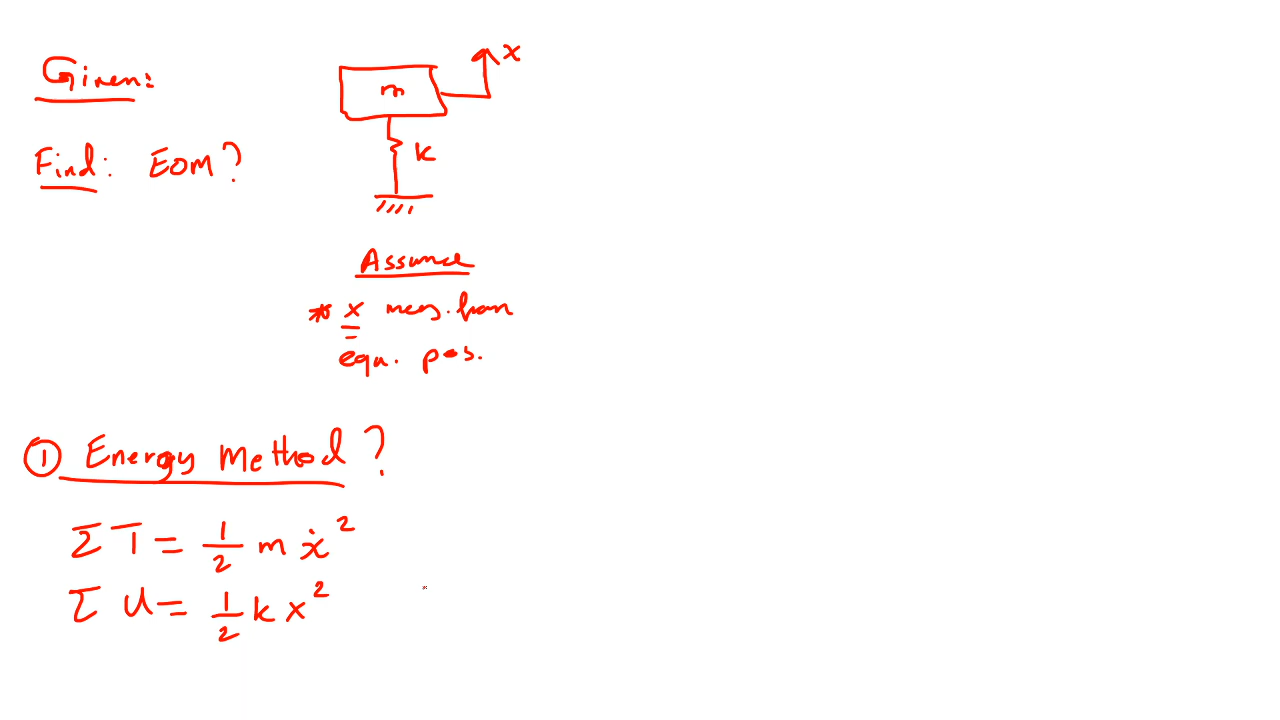 Given:
m
x
k
Find: EOM?
Assume
* x meas. from
equ. pos.
① Energy Method?
Σ T = 1/2 m ẋ²
Σ U = 1/2 k x²